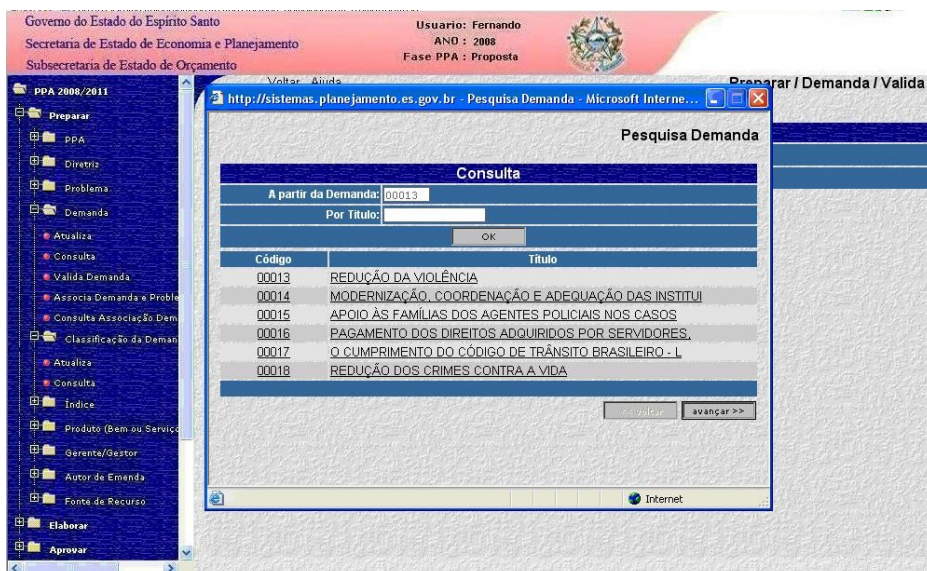 Governo do Estado do Espírito Santo
Secretaria de Estado de Economia e Planejamento
Subsecretaria de Estado de Orçamento
Usuario: Fernando
ANO : 2008
Fase PPA : Proposta
Voltar Ajuda
Preparar / Demanda / Valida
PPA 2008/2011
Preparar
PPA
Diretriz
Problema
Demanda
Atualiza
Consulta
Valida Demanda
Associa Demanda e Proble
Consulta Associação Dem
Classificação da Deman
Atualiza
Consulta
Índice
Produto (Bem ou Serviço
Gerente/Gestor
Autor de Emenda
Fonte de Recurso
Elaborar
Aprovar
http://sistemas.planejamento.es.gov.br - Pesquisa Demanda - Microsoft Interne...
Pesquisa Demanda
Consulta
A partir da Demanda: 00013
Por Título:
OK
Código Título
00013 REDUÇÃO DA VIOLÊNCIA
00014 MODERNIZAÇÃO, COORDENAÇÃO E ADEQUAÇÃO DAS INSTITUI
00015 APOIO ÀS FAMÍLIAS DOS AGENTES POLICIAIS NOS CASOS
00016 PAGAMENTO DOS DIREITOS ADQUIRIDOS POR SERVIDORES,
00017 O CUMPRIMENTO DO CÓDIGO DE TRÂNSITO BRASILEIRO - L
00018 REDUÇÃO DOS CRIMES CONTRA A VIDA
<< voltar avançar >>
Internet